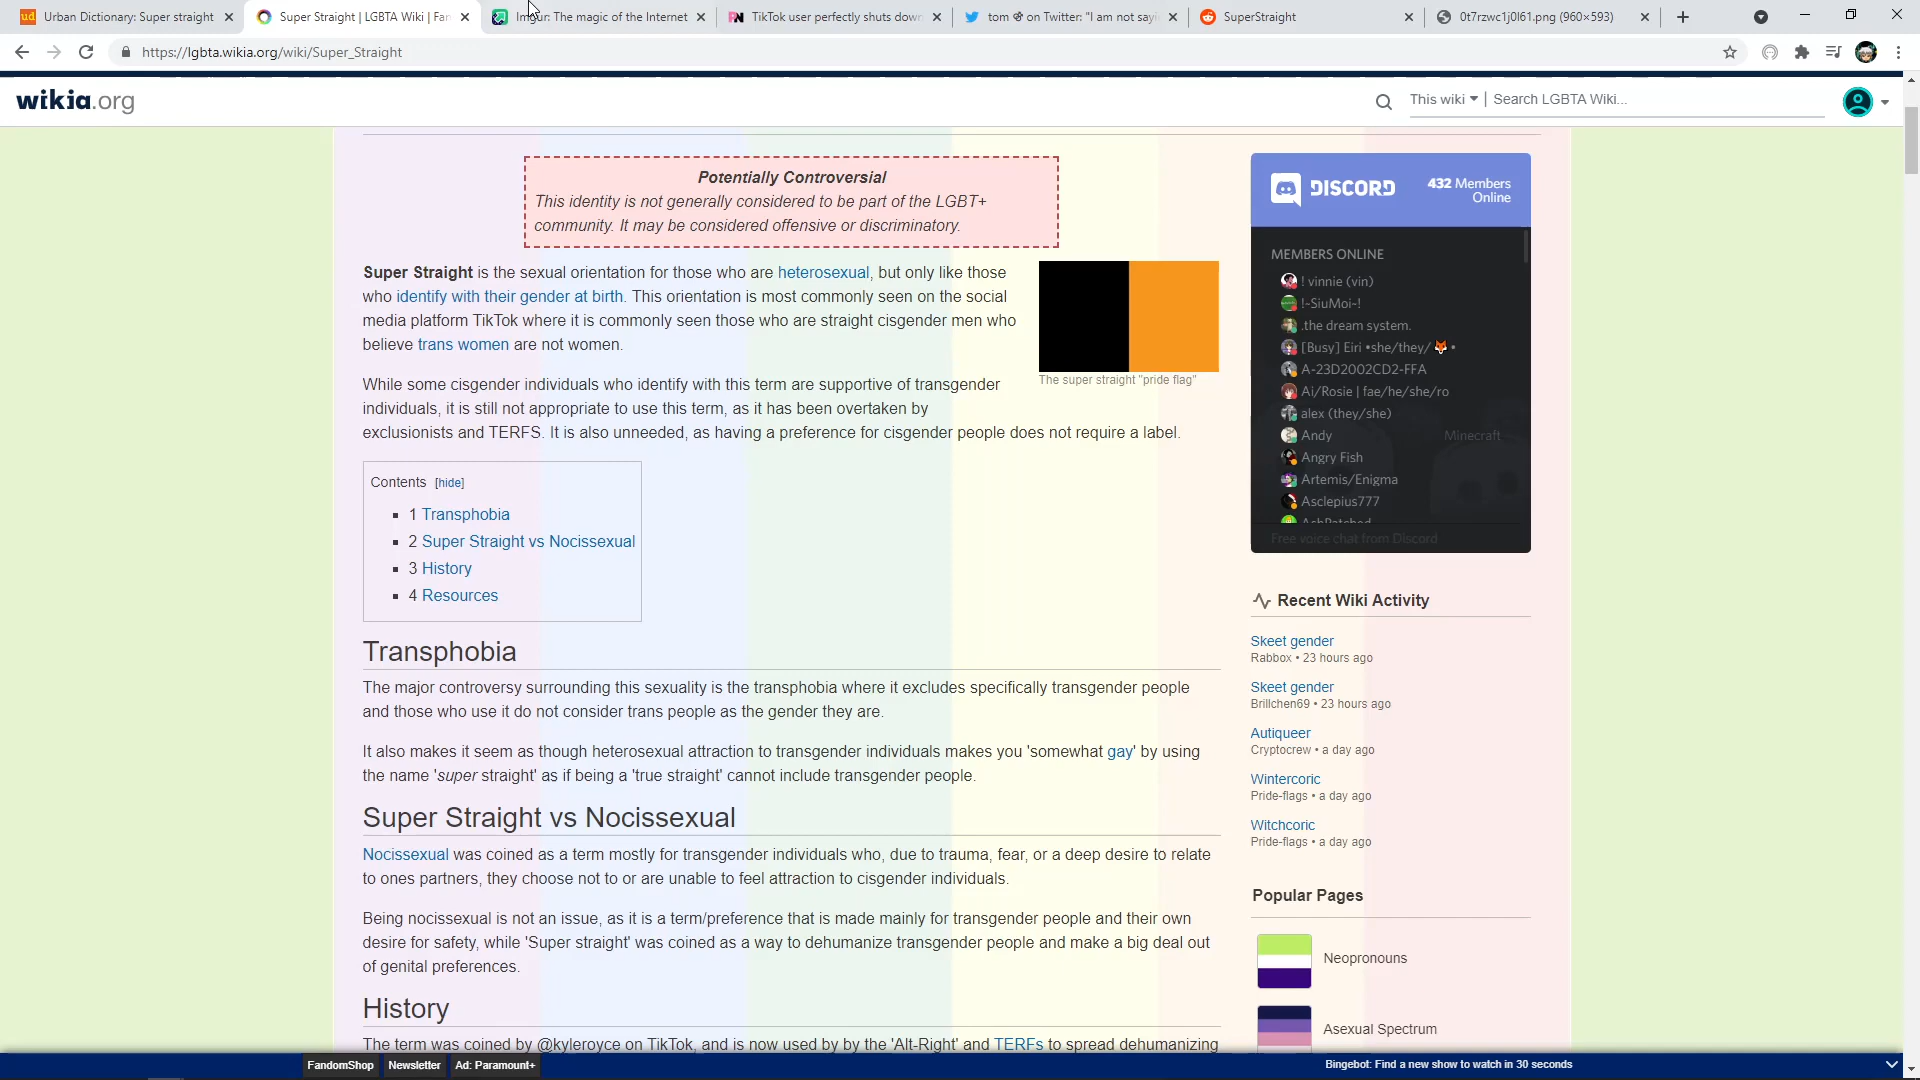 Urban Dictionary: Super straight
Super Straight | LGBTA Wiki | Fan
Imgur: The magic of the Internet
TikTok user perfectly shuts down
tom on Twitter: "I am not sayi
SuperStraight
0t7rzwc1j0l61.png (960×593)
https://lgbta.wikia.org/wiki/Super_Straight
wikia.org
This wiki
Search LGBTA Wiki...
Potentially Controversial
This identity is not generally considered to be part of the LGBT+
community. It may be considered offensive or discriminatory.
Super Straight is the sexual orientation for those who are heterosexual, but only like those
who identify with their gender at birth. This orientation is most commonly seen on the social
media platform TikTok where it is commonly seen those who are straight cisgender men who
believe trans women are not women.
The super straight "pride flag"
While some cisgender individuals who identify with this term are supportive of transgender
individuals, it is still not appropriate to use this term, as it has been overtaken by
exclusionists and TERFS. It is also unneeded, as having a preference for cisgender people does not require a label.
Contents [hide]
1 Transphobia
2 Super Straight vs Nocissexual
3 History
4 Resources
Transphobia
The major controversy surrounding this sexuality is the transphobia where it excludes specifically transgender people
and those who use it do not consider trans people as the gender they are.
It also makes it seem as though heterosexual attraction to transgender individuals makes you 'somewhat gay' by using
the name 'super straight' as if being a 'true straight' cannot include transgender people.
Super Straight vs Nocissexual
Nocissexual was coined as a term mostly for transgender individuals who, due to trauma, fear, or a deep desire to relate
to ones partners, they choose not to or are unable to feel attraction to cisgender individuals.
Being nocissexual is not an issue, as it is a term/preference that is made mainly for transgender people and their own
desire for safety, while 'Super straight' was coined as a way to dehumanize transgender people and make a big deal out
of genital preferences.
History
The term was coined by @kyleroyce on TikTok, and is now used by by the 'Alt-Right' and TERFs to spread dehumanizing
DISCORD
432 Members
Online
MEMBERS ONLINE
! vinnie (vin)
!~SiuMoi~!
.the dream system.
[Busy] Eiri •she/they/ 🦊 •
A-23D2002CD2-FFA
Ai/Rosie | fae/he/she/ro
alex (they/she)
Andy
Minecraft
Angry Fish
Artemis/Enigma
Asclepius777
AshPatched
Free voice chat from Discord
Recent Wiki Activity
Skeet gender
Rabbox • 23 hours ago
Skeet gender
Brillchen69 • 23 hours ago
Autiqueer
Cryptocrew • a day ago
Wintercoric
Pride-flags • a day ago
Witchcoric
Pride-flags • a day ago
Popular Pages
Neopronouns
Asexual Spectrum
FandomShop
Newsletter
Ad: Paramount+
Bingebot: Find a new show to watch in 30 seconds